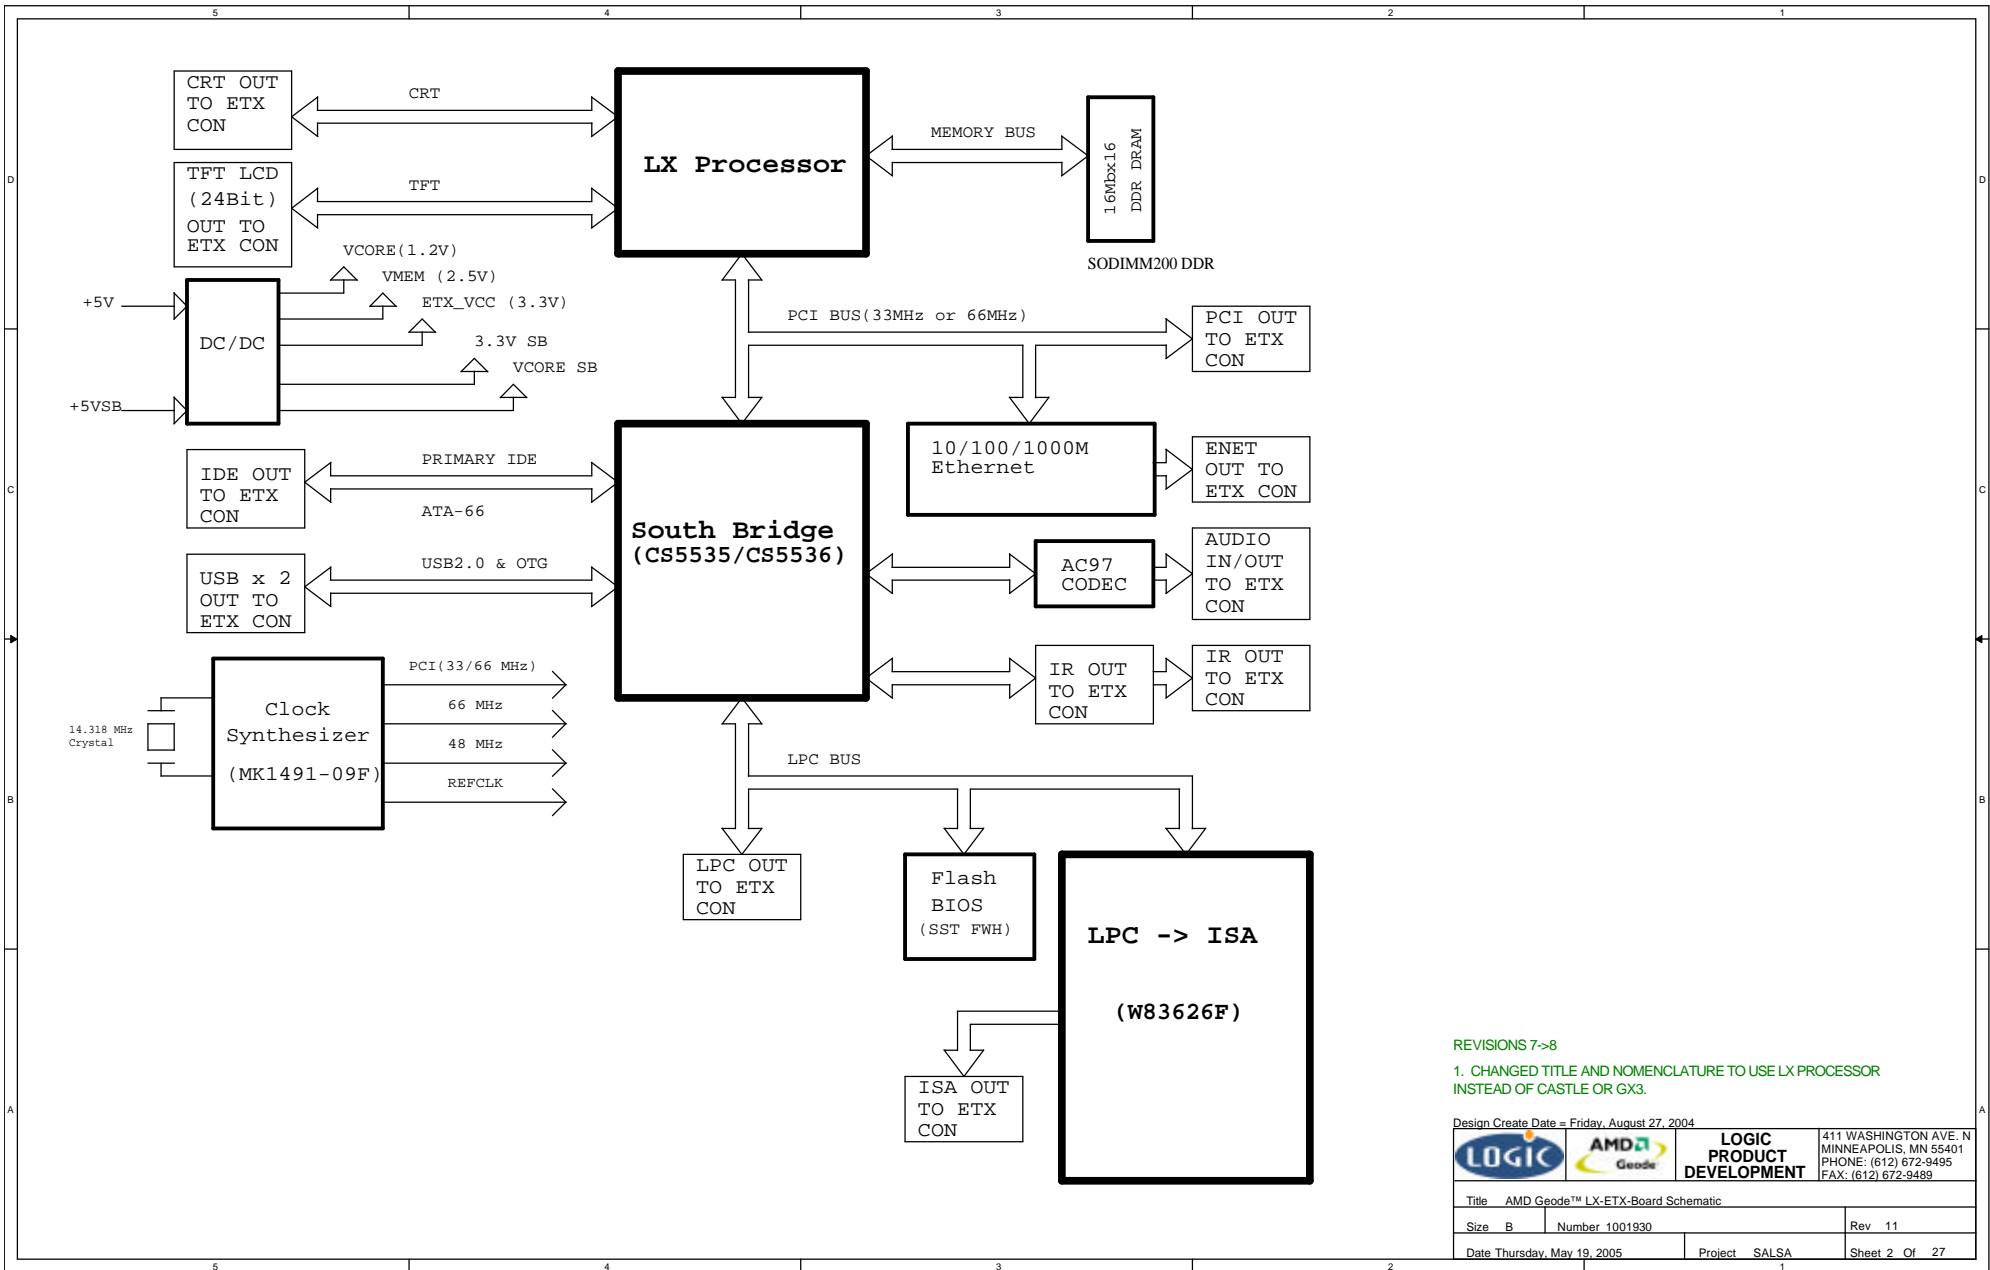 5
4
3
2
1
CRT OUT
TO ETX
CON
CRT
LX Processor
MEMORY BUS
16Mbx16
DDR DRAM
SODIMM200 DDR
D
D
TFT LCD
(24Bit)
OUT TO
ETX CON
TFT
VCORE(1.2V)
VMEM (2.5V)
ETX_VCC (3.3V)
3.3V SB
VCORE SB
+5V
DC/DC
+5VSB
PCI BUS(33MHz or 66MHz)
PCI OUT
TO ETX
CON
IDE OUT
TO ETX
CON
PRIMARY IDE
ATA-66
10/100/1000M
Ethernet
ENET
OUT TO
ETX CON
C
C
South Bridge
(CS5535/CS5536)
USB x 2
OUT TO
ETX CON
USB2.0 & OTG
AC97
CODEC
AUDIO
IN/OUT
TO ETX
CON
IR OUT
TO ETX
CON
IR OUT
TO ETX
CON
14.318 MHz
Crystal
Clock
Synthesizer
(MK1491-09F)
PCI(33/66 MHz)
66 MHz
48 MHz
REFCLK
LPC BUS
B
B
LPC OUT
TO ETX
CON
Flash
BIOS
(SST FWH)
LPC -> ISA
(W83626F)
ISA OUT
TO ETX
CON
A
A
REVISIONS 7->8
1. CHANGED TITLE AND NOMENCLATURE TO USE LX PROCESSOR
INSTEAD OF CASTLE OR GX3.
Design Create Date = Friday, August 27, 2004
LOGIC
AMD
Geode
LOGIC
PRODUCT
DEVELOPMENT
411 WASHINGTON AVE. N
MINNEAPOLIS, MN 55401
PHONE: (612) 672-9495
FAX: (612) 672-9489
Title AMD Geode™ LX-ETX-Board Schematic
Size B Number 1001930 Rev 11
Date Thursday, May 19, 2005 Project SALSA Sheet 2 Of 27
5
4
3
2
1